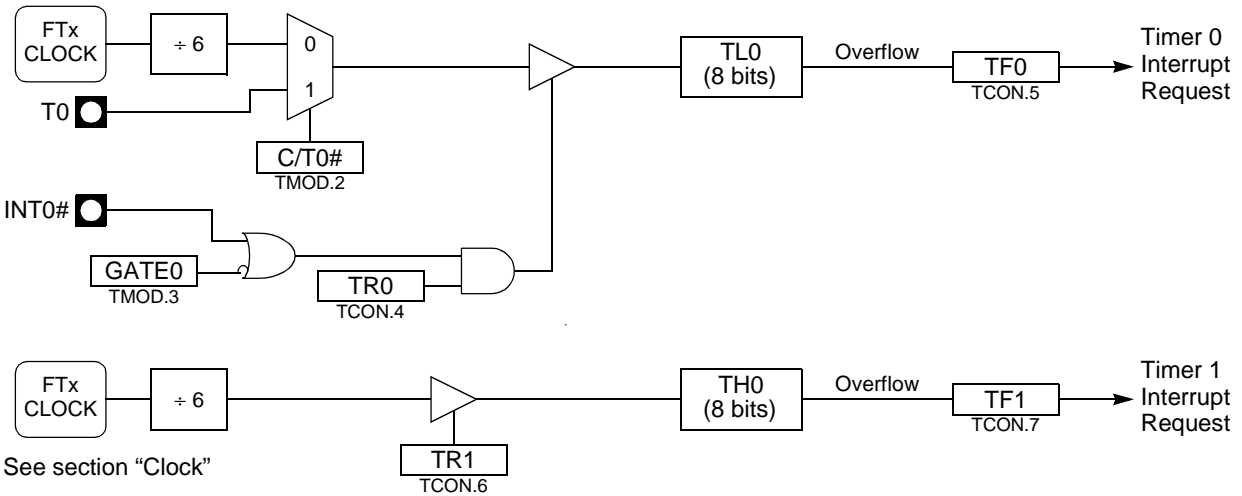 FTx
CLOCK
÷ 6
0
1
T0
C/T0#
TMOD.2
TL0
(8 bits)
Overflow
TF0
TCON.5
Timer 0
Interrupt
Request
INT0#
GATE0
TMOD.3
TR0
TCON.4
FTx
CLOCK
÷ 6
TR1
TCON.6
TH0
(8 bits)
Overflow
TF1
TCON.7
Timer 1
Interrupt
Request
See section “Clock”